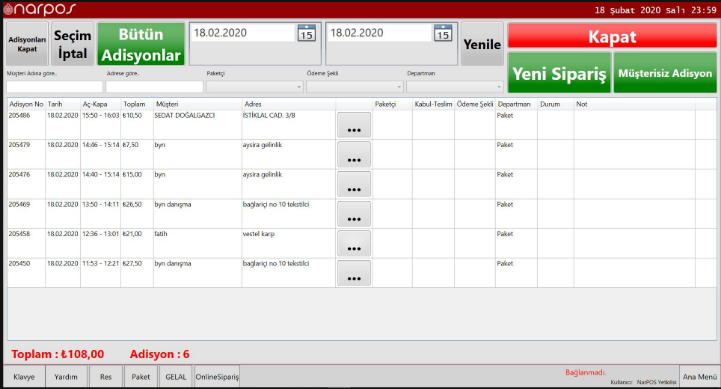 narpos
18 Şubat 2020 Salı 23:59
Adisyonları Kapat
Seçim İptal
Bütün Adisyonlar
18.02.2020 15
18.02.2020 15
Yenile
Kapat
Yeni Sipariş
Müşterisiz Adisyon
Müşteri Adına göre..
Adrese göre..
Paketçi
Ödeme Şekli
Departman
Adisyon No Tarih Aç-Kapa Toplam Müşteri Adres Paketçi Kabul-Teslim Ödeme Şekli Departman Durum Not
205486 18.02.2020 15:50 - 16:03 ₺10,50 SEDAT DOĞALGAZCI İSTİKLAL CAD. 3/8 ... Paket
205479 18.02.2020 14:46 - 15:14 ₺7,50 byn aysira gelinlik ... Paket
205476 18.02.2020 14:40 - 15:14 ₺15,00 byn aysira gelinlik ... Paket
205469 18.02.2020 13:50 - 14:11 ₺26,50 byn danışma bağlariçi no 10 tekstilci ... Paket
205458 18.02.2020 12:36 - 13:01 ₺21,00 fatih vestel karşı ... Paket
205450 18.02.2020 11:53 - 12:21 ₺27,50 byn danışma bağlariçi no 10 tekstilci ... Paket
Toplam : ₺108,00 Adisyon : 6
Klavye Yardım Res Paket GELAL OnlineSipariş
Bağlanmadı.
Kullanıcı NarPOS Yetkilisi
Ana Menü